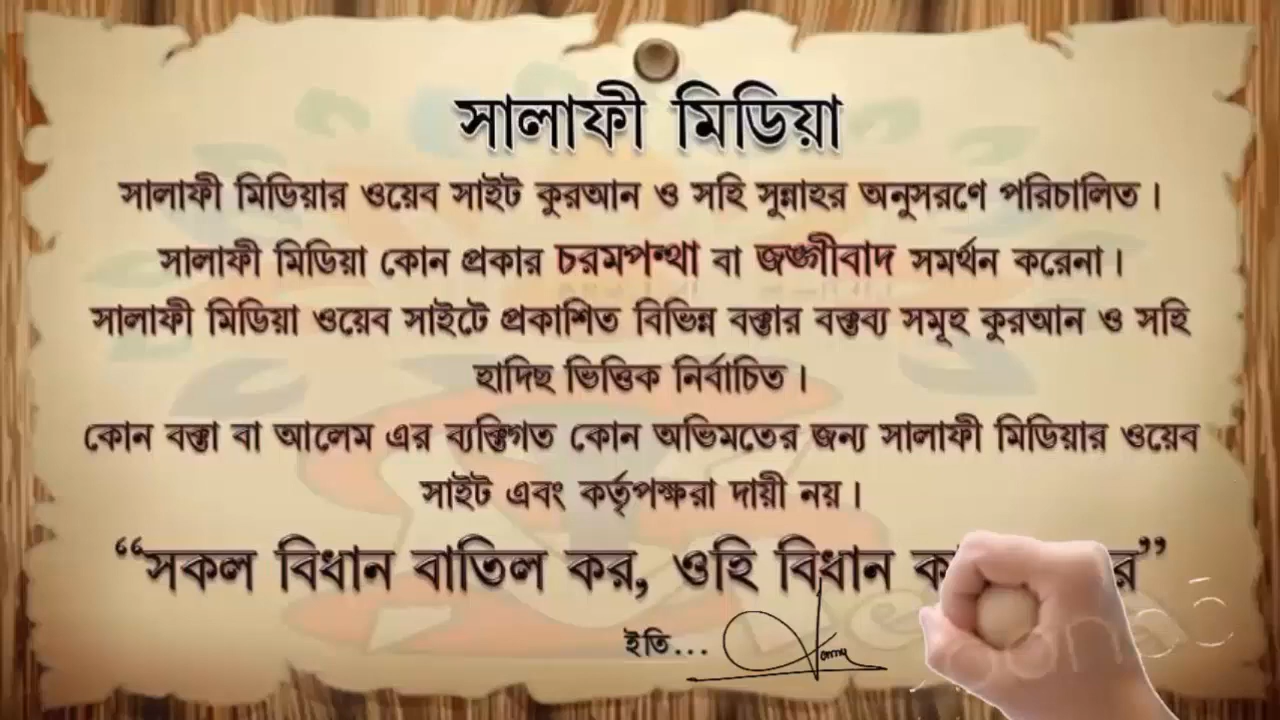 সালাফী মিডিয়া
সালাফী মিডিয়ার ওয়েব সাইট কুরআন ও সহি সুন্নাহর অনুসরণে পরিচালিত।
সালাফী মিডিয়া কোন প্রকার চরমপন্থা বা জঙ্গীবাদ সমর্থন করেনা।
সালাফী মিডিয়া ওয়েব সাইটে প্রকাশিত বিভিন্ন বক্তার বক্তব্য সমূহ কুরআন ও সহি
হাদিছ ভিত্তিক নির্বাচিত।
কোন বক্তা বা আলেম এর ব্যক্তিগত কোন অভিমতের জন্য সালাফী মিডিয়ার ওয়েব
সাইট এবং কর্তৃপক্ষরা দায়ী নয়।
“সকল বিধান বাতিল কর, ওহি বিধান
ইতি...